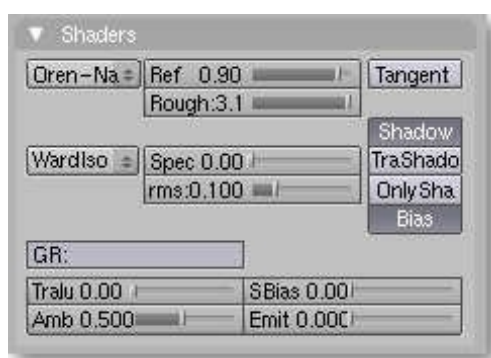 Shaders
Oren-Na Ref 0.90 Tangent
Rough:3.1
Shadow
WardIso Spec 0.00 TraShado
rms:0.100 OnlySha
Bias
GR:
Tralu 0.00 SBias 0.00
Amb 0.500 Emit 0.000